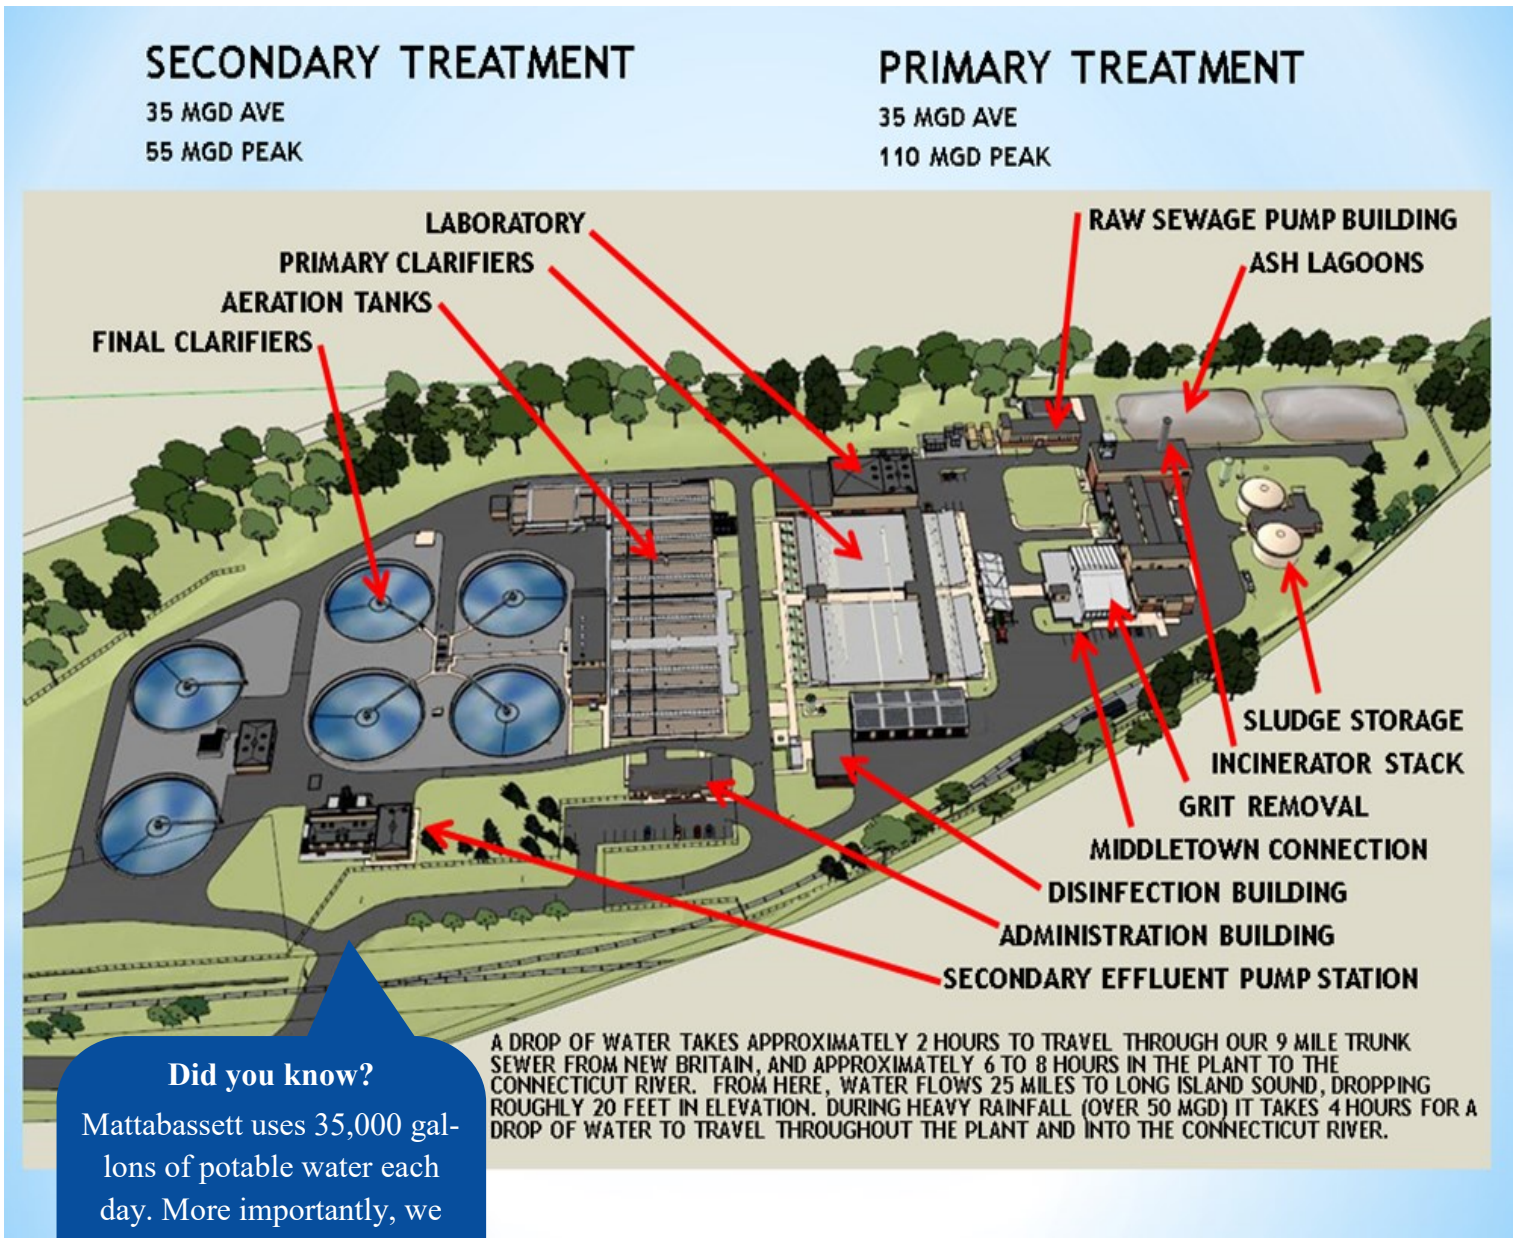 SECONDARY TREATMENT
35 MGD AVE
55 MGD PEAK
PRIMARY TREATMENT
35 MGD AVE
110 MGD PEAK
LABORATORY
PRIMARY CLARIFIERS
AERATION TANKS
FINAL CLARIFIERS
RAW SEWAGE PUMP BUILDING
ASH LAGOONS
SLUDGE STORAGE
INCINERATOR STACK
GRIT REMOVAL
MIDDLETOWN CONNECTION
DISINFECTION BUILDING
ADMINISTRATION BUILDING
SECONDARY EFFLUENT PUMP STATION
A DROP OF WATER TAKES APPROXIMATELY 2 HOURS TO TRAVEL THROUGH OUR 9 MILE TRUNK
SEWER FROM NEW BRITAIN, AND APPROXIMATELY 6 TO 8 HOURS IN THE PLANT TO THE
CONNECTICUT RIVER. FROM HERE, WATER FLOWS 25 MILES TO LONG ISLAND SOUND, DROPPING
ROUGHLY 20 FEET IN ELEVATION. DURING HEAVY RAINFALL (OVER 50 MGD) IT TAKES 4 HOURS FOR A
DROP OF WATER TO TRAVEL THROUGHOUT THE PLANT AND INTO THE CONNECTICUT RIVER.
Did you know?
Mattabassett uses 35,000 gal-
lons of potable water each
day. More importantly, we